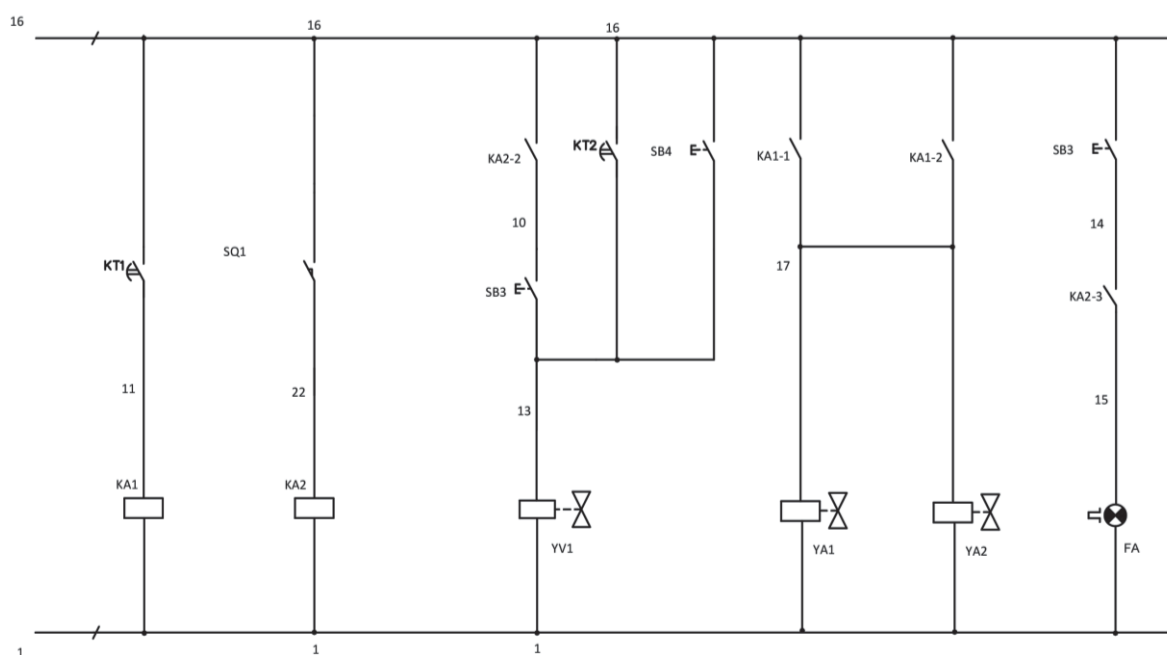 16
16
16
KA2-2
KT2
SB4
KA1-1
KA1-2
SB3
10
14
KT1
SQ1
17
SB3
KA2-3
11
22
13
15
KA1
KA2
YV1
YA1
YA2
FA
1
1
1